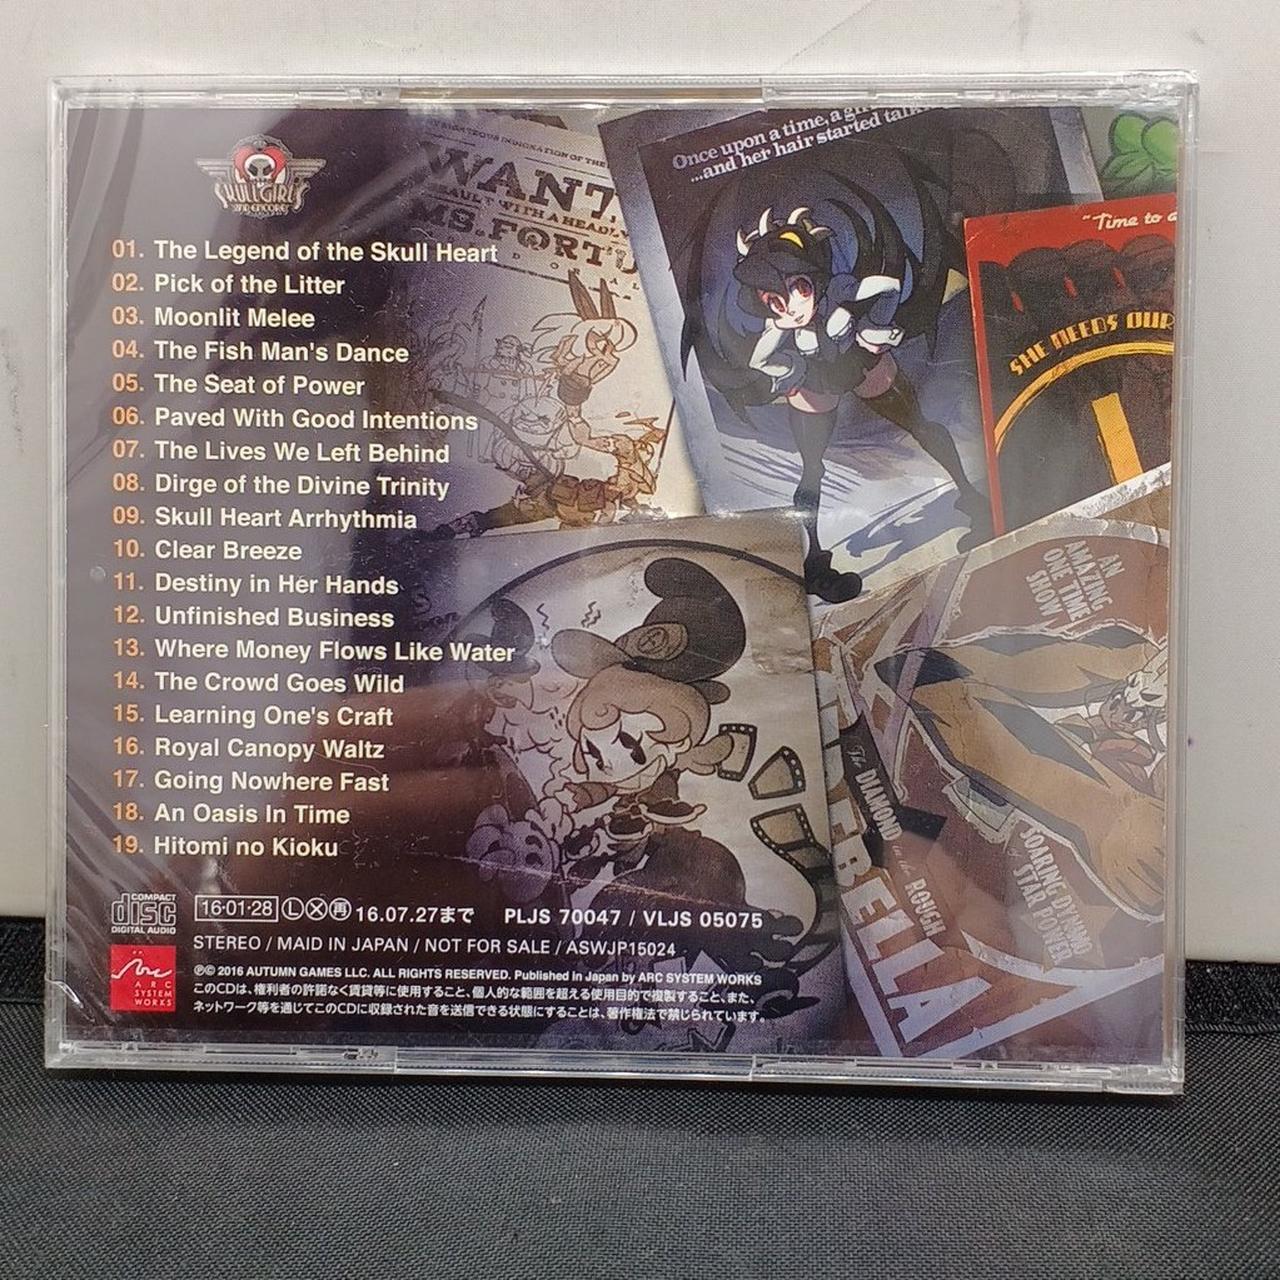 SKULLGIRLS
2ND ENCORE
01. The Legend of the Skull Heart
02. Pick of the Litter
03. Moonlit Melee
04. The Fish Man's Dance
05. The Seat of Power
06. Paved With Good Intentions
07. The Lives We Left Behind
08. Dirge of the Divine Trinity
09. Skull Heart Arrhythmia
10. Clear Breeze
11. Destiny in Her Hands
12. Unfinished Business
13. Where Money Flows Like Water
14. The Crowd Goes Wild
15. Learning One's Craft
16. Royal Canopy Waltz
17. Going Nowhere Fast
18. An Oasis In Time
19. Hitomi no Kioku
INDIGNATION OF THE
WANT
WITH A HEADLY
MS.FORTU
Once upon a time, a
...and her hair started talk
"Time to
SHE NEEDS OUR
AN
AMAZING
ONE TIME
SHOW
The DIAMOND in the ROUGH
BELLA
SOARING DYNAMO
STAR POWER
COMPACT
disc
DIGITAL AUDIO
16·01·28 Ⓛ Ⓧ ㊢ 16.07.27まで PLJS 70047 / VLJS 05075
STEREO / MAID IN JAPAN / NOT FOR SALE / ASWJP15024
ARC
SYSTEM
WORKS
℗© 2016 AUTUMN GAMES LLC. ALL RIGHTS RESERVED. Published in Japan by ARC SYSTEM WORKS
このCDは、権利者の許諾なく賃貸等に使用すること、個人的な範囲を超える使用目的で複製すること、また、
ネットワーク等を通じてこのCDに収録された音を送信できる状態にすることは、著作権法で禁じられています。